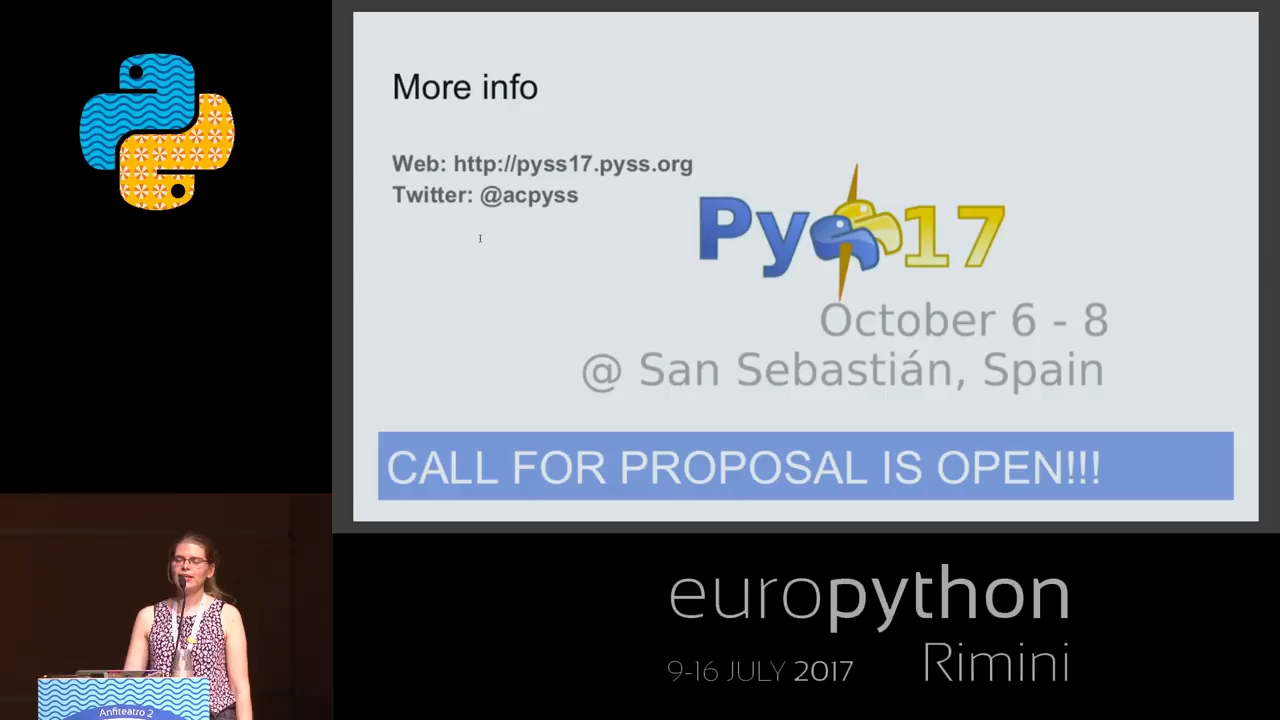 More info
Web: http://pyss17.pyss.org
Twitter: @acpyss
Py 17
October 6 - 8
@ San Sebastián, Spain
CALL FOR PROPOSAL IS OPEN!!!
europython
9-16 JULY 2017 Rimini
Anfiteatro 2